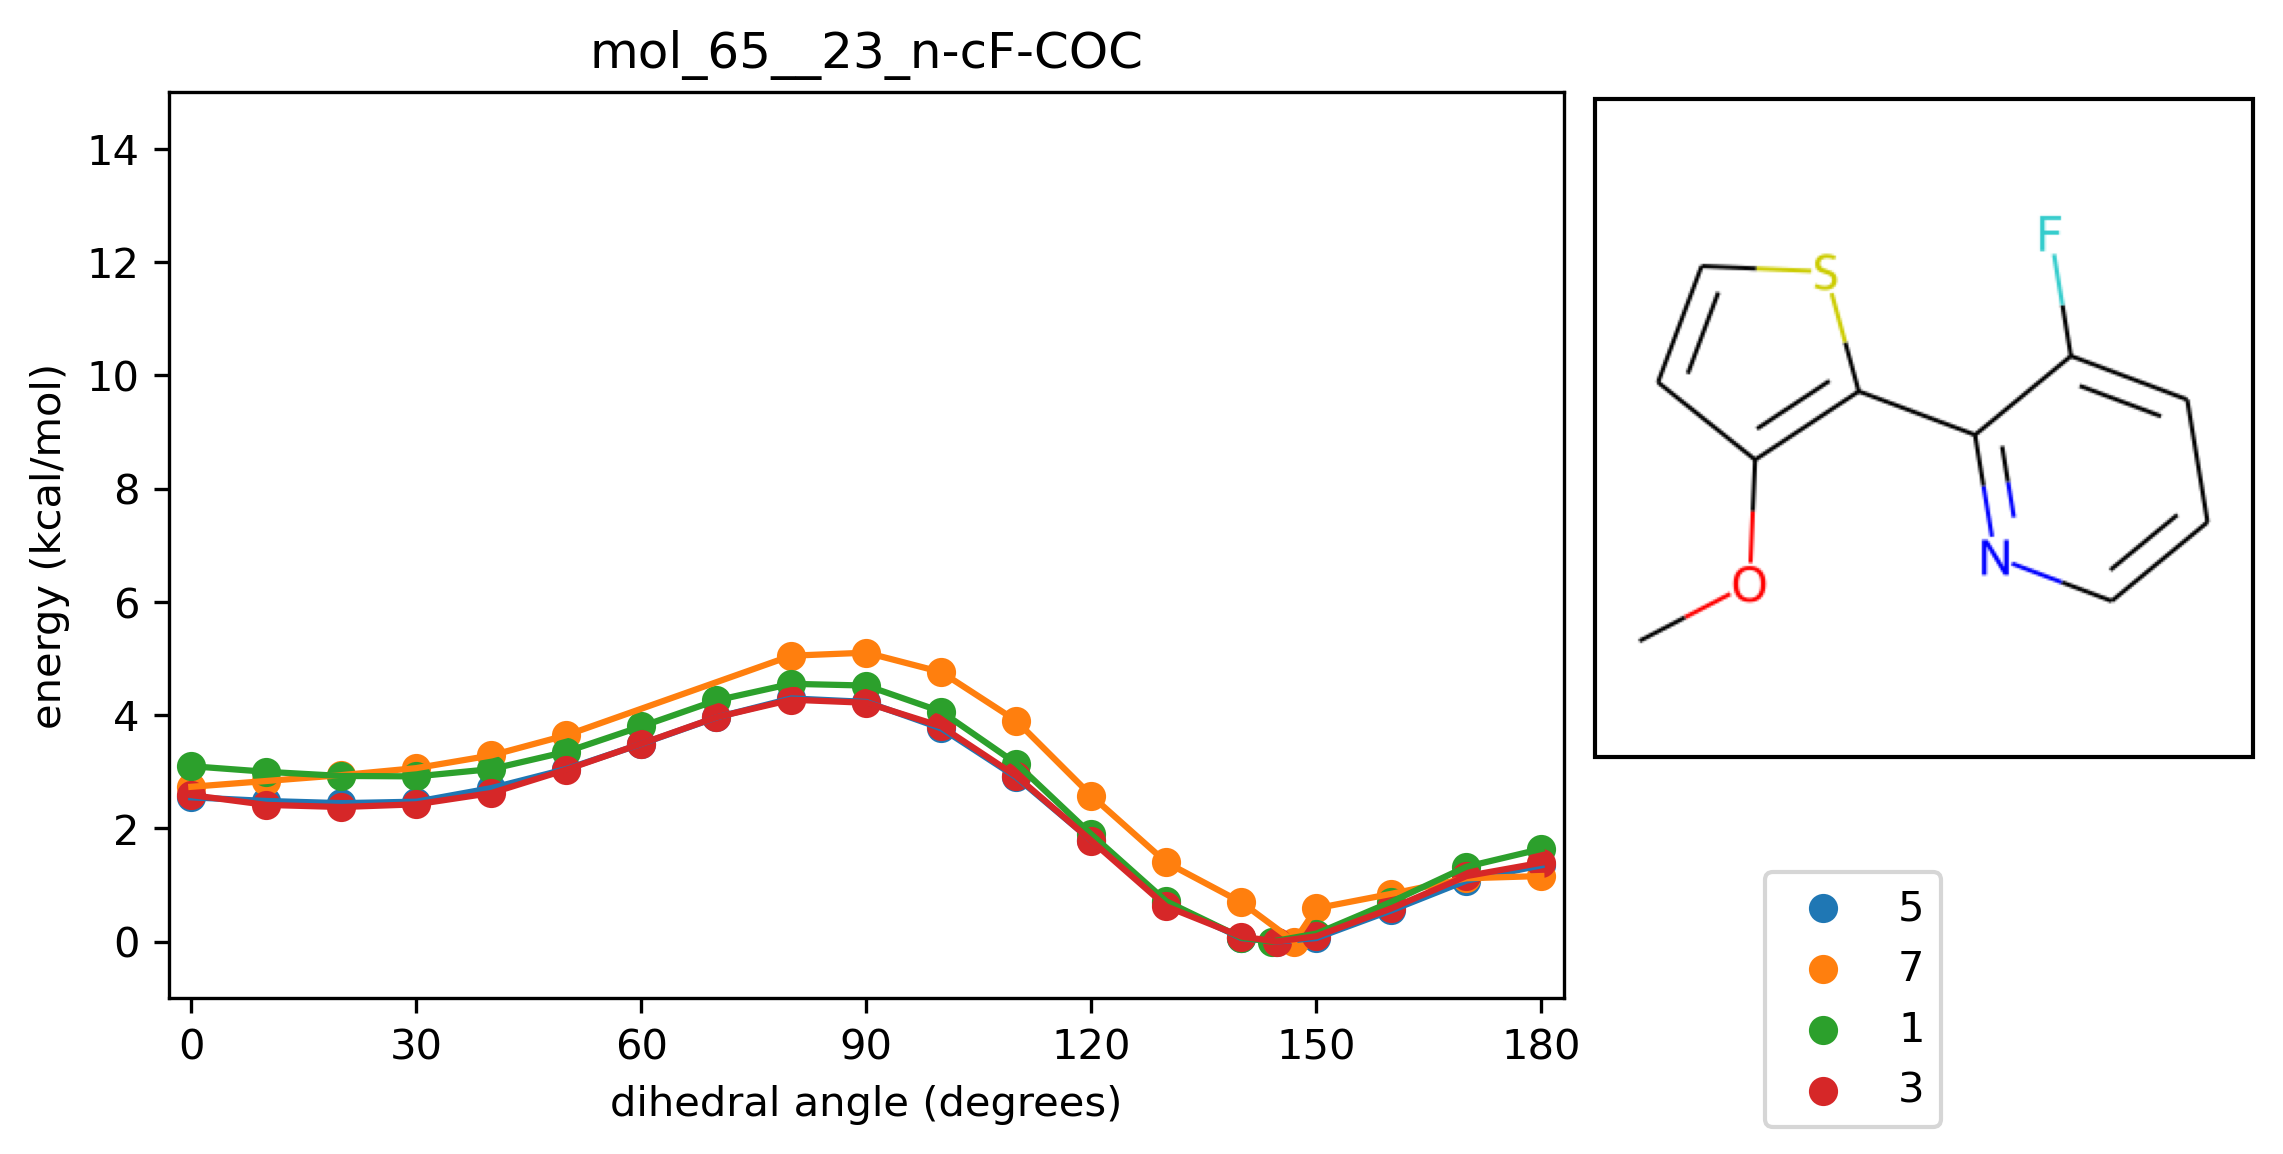 mol_65__23_n-cF-COC
14
12
10
8
6
4
2
0
energy (kcal/mol)
0 30 60 90 120 150 180
dihedral angle (degrees)
F
S
N
O
5
7
1
3